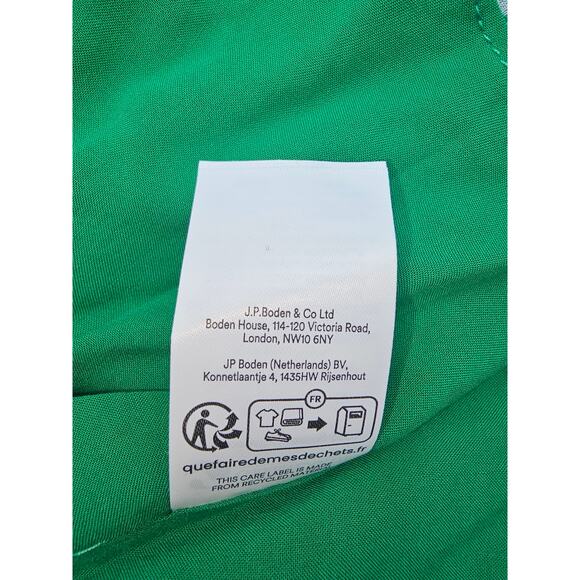 J.P.Boden & Co Ltd
Boden House, 114-120 Victoria Road,
London, NW10 6NY
JP Boden (Netherlands) BV,
Konnetlaantje 4, 1435HW Rijsenhout
FR
quefairedemesdechets.fr
THIS CARE LABEL IS MADE
FROM RECYCLED MATERIAL